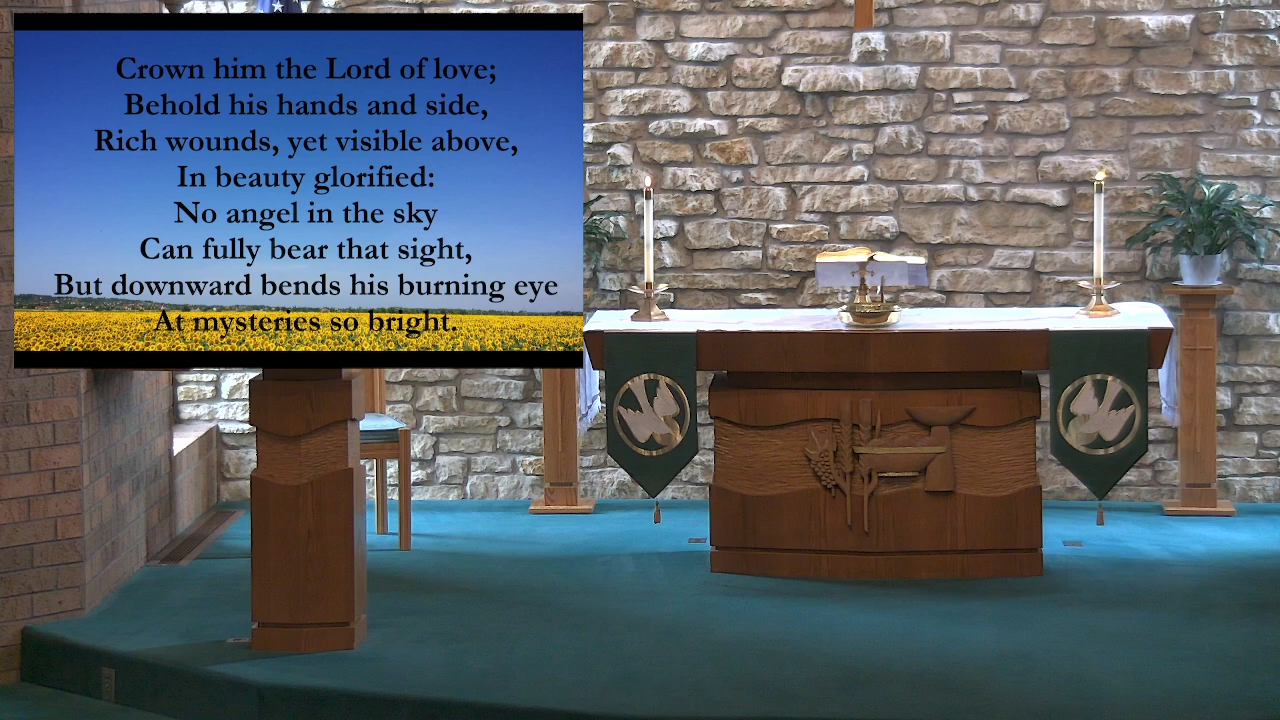 Crown him the Lord of love;
Behold his hands and side,
Rich wounds, yet visible above,
In beauty glorified:
No angel in the sky
Can fully bear that sight,
But downward bends his burning eye
At mysteries so bright.